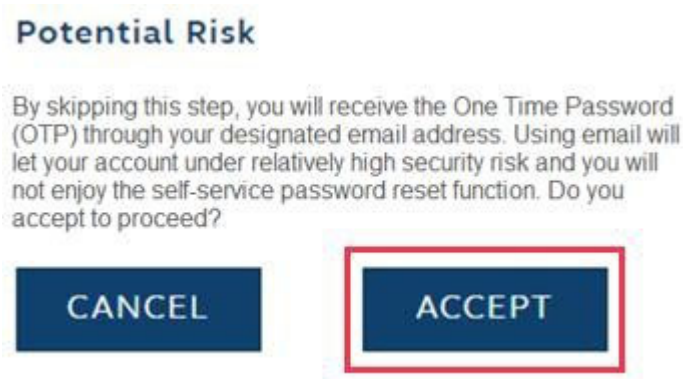 Potential Risk
By skipping this step, you will receive the One Time Password
(OTP) through your designated email address. Using email will
let your account under relatively high security risk and you will
not enjoy the self-service password reset function. Do you
accept to proceed?
CANCEL ACCEPT